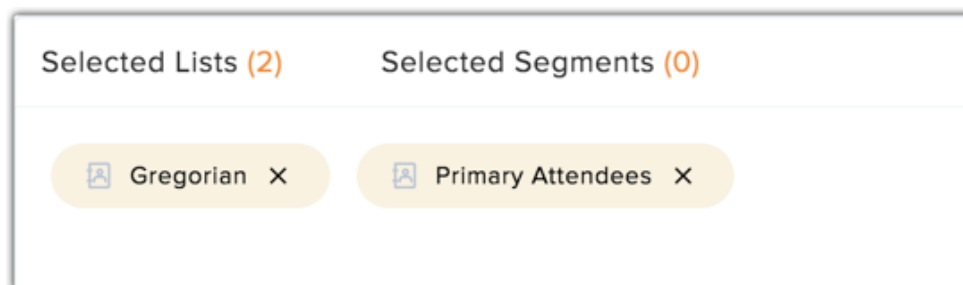 Selected Lists (2) Selected Segments (0)
Gregorian × Primary Attendees ×